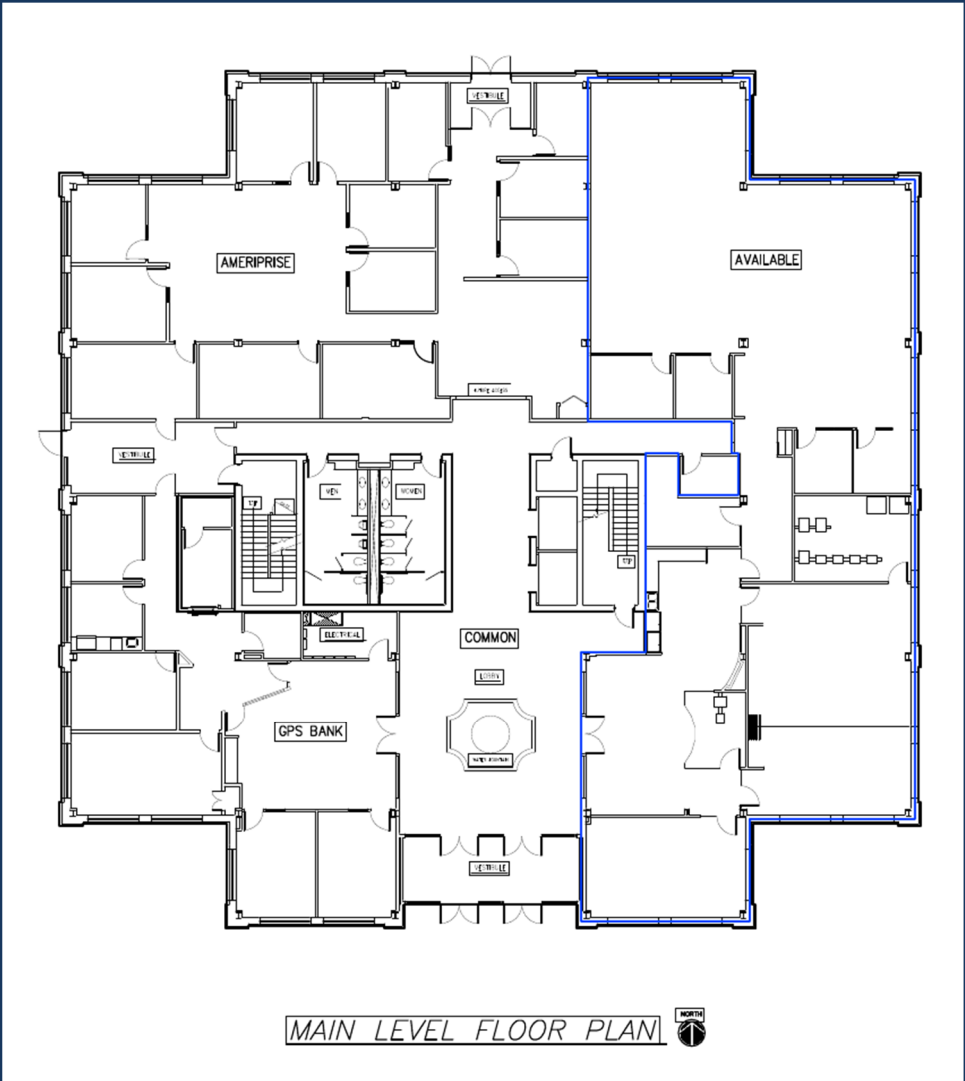 VESTIBULE
AMERIPRISE
AVAILABLE
VESTIBULE
MEN
WOMEN
ELECTRICAL
COMMON
LOBBY
GPS BANK
VESTIBULE
MAIN LEVEL FLOOR PLAN
NORTH